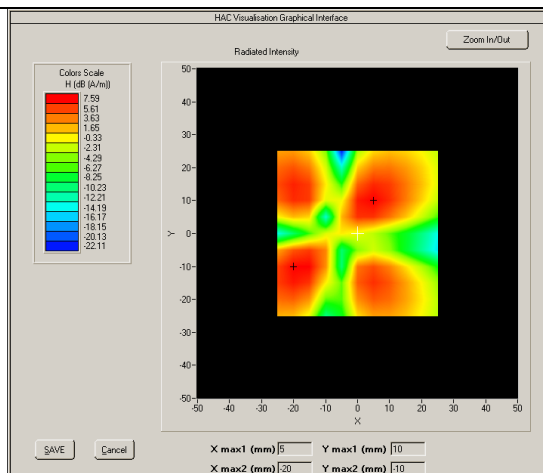 HAC Visualisation Graphical Interface
Zoom In/Out
Radiated Intensity
Colors Scale
H (dB (A/m))
7.59
5.61
3.63
1.65
-0.33
-2.31
-4.29
-6.27
-8.25
-10.23
-12.21
-14.19
-16.17
-18.15
-20.13
-22.11
50-
40-
30-
20-
10-
Y 0-
-10-
-20-
-30-
-40-
-50-
-50 -40 -30 -20 -10 0 10 20 30 40 50
X
SAVE
Cancel
X max1 (mm) 5 Y max1 (mm) 10
X max2 (mm) -20 Y max2 (mm) -10